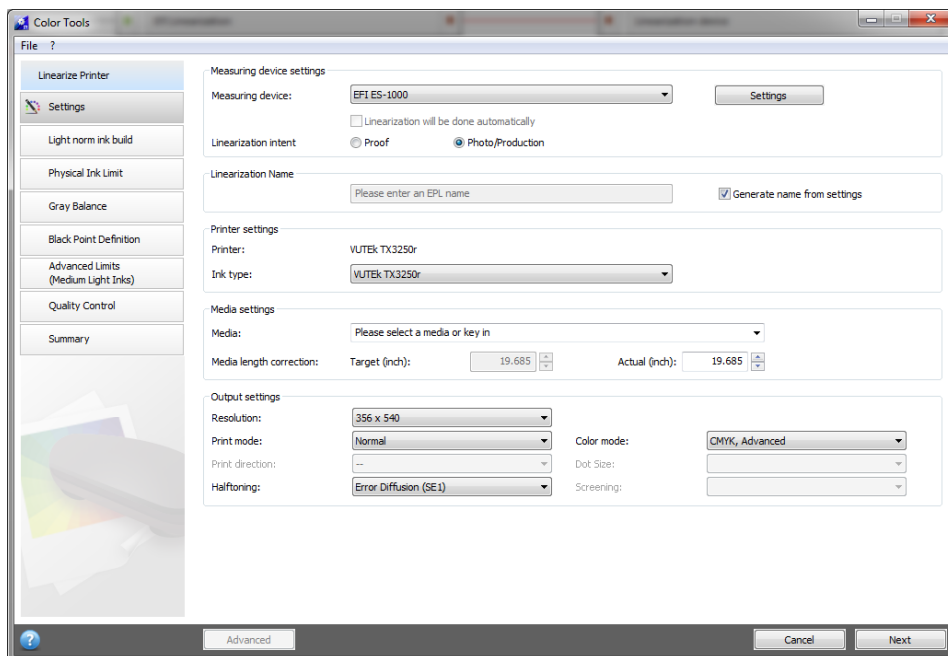 Color Tools
File ?
Linearize Printer
Settings
Light norm ink build
Physical Ink Limit
Gray Balance
Black Point Definition
Advanced Limits
(Medium Light Inks)
Quality Control
Summary
Measuring device settings
Measuring device: EFI ES-1000 Settings
Linearization will be done automatically
Linearization intent Proof Photo/Production
Linearization Name
Please enter an EPL name Generate name from settings
Printer settings
Printer: VUTEk TX3250r
Ink type: VUTEk TX3250r
Media settings
Media: Please select a media or key in
Media length correction: Target (inch): 19.685 Actual (inch): 19.685
Output settings
Resolution: 356 x 540
Print mode: Normal Color mode: CMYK, Advanced
Print direction: -- Dot Size:
Halftoning: Error Diffusion (SE1) Screening:
? Advanced Cancel Next